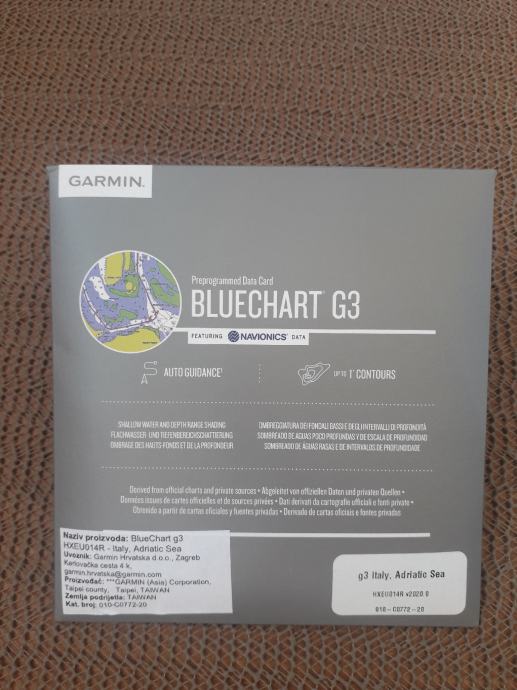 GARMIN.
Preprogrammed Data Card
BLUECHART® G3
FEATURING NAVIONICS® DATA
AUTO GUIDANCE¹
UP TO 1' CONTOURS
SHALLOW WATER AND DEPTH RANGE SHADING
FLACHWASSER- UND TIEFENBEREICHSCHATTIERUNG
OMBRAGE DES HAUTS-FONDS ET DE LA PROFONDEUR
OMBREGGIATURA DEI FONDALI BASSI E DEGLI INTERVALLI DI PROFONDITÀ
SOMBREADO DE AGUAS POCO PROFUNDAS Y DE ESCALA DE PROFUNDIDAD
SOMBREADO DE ÁGUAS RASAS E DE INTERVALOS DE PROFUNDIDADE
Derived from official charts and private sources • Abgeleitet von offiziellen Daten und privaten Quellen •
Données issues de cartes officielles et de sources privées • Dati derivati da cartografie ufficiali e fonti private •
Obtenido a partir de cartas oficiales y fuentes privadas • Derivado de cartas oficiais e fontes privadas
Naziv proizvoda: BlueChart g3
HXEU014R - Italy, Adriatic Sea
Uvoznik: Garmin Hrvatska d.o.o., Zagreb
Karlovačka cesta 4 k,
garmin.hrvatska@garmin.com
Proizvođač: ***GARMIN (Asia) Corporation,
Taipei county, Taipei, TAIWAN
Zemlja podrijetla: TAIWAN
Kat. broj: 010-C0772-20
g3 Italy, Adriatic Sea
HXEU014R v2020.0
010-C0772-20